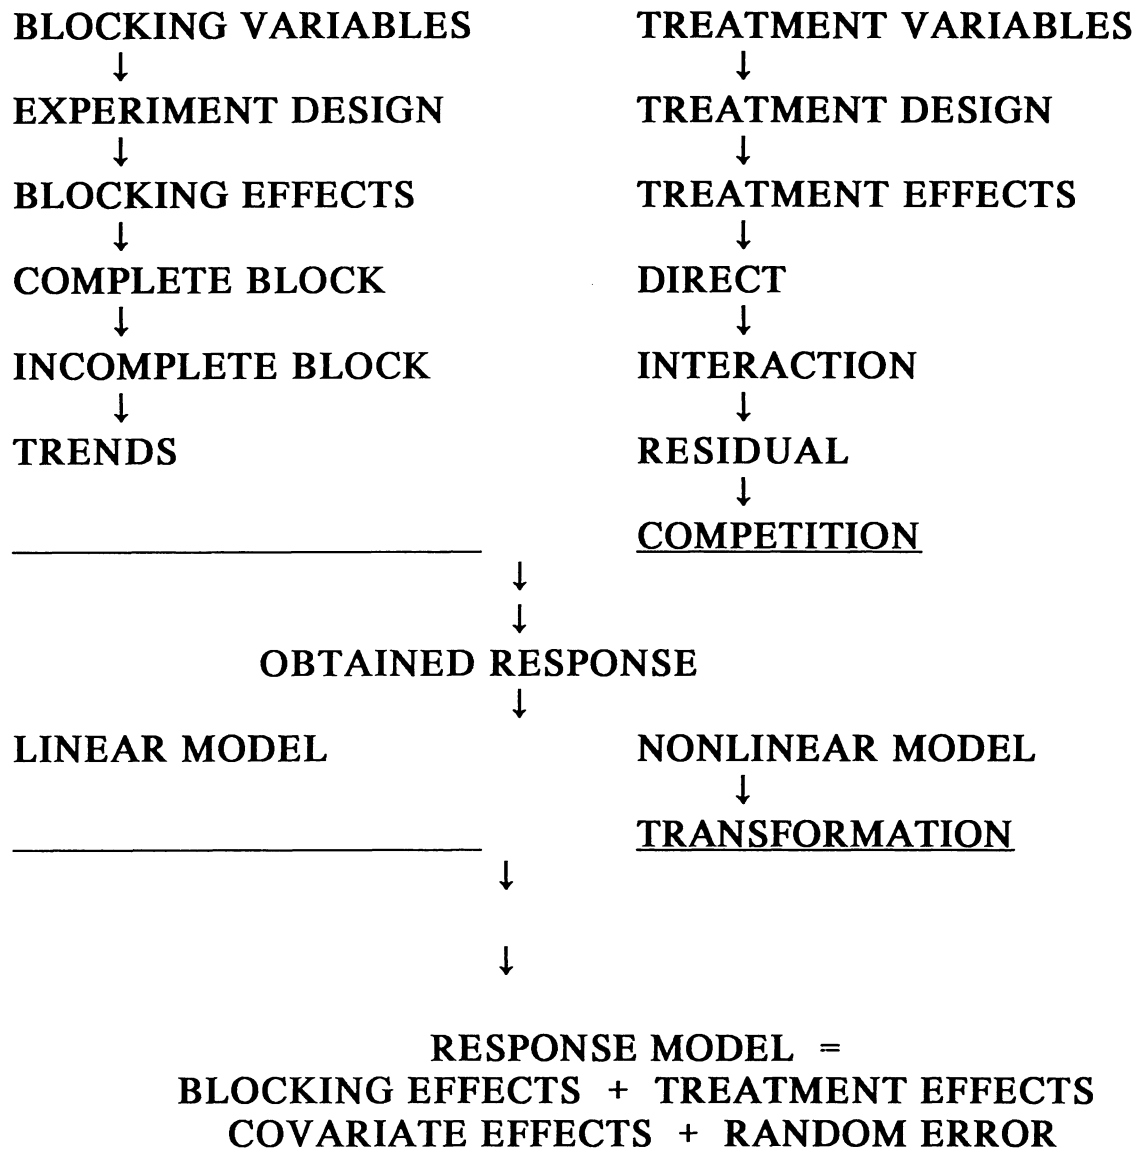 BLOCKING VARIABLES TREATMENT VARIABLES
↓ ↓
EXPERIMENT DESIGN TREATMENT DESIGN
↓ ↓
BLOCKING EFFECTS TREATMENT EFFECTS
↓ ↓
COMPLETE BLOCK DIRECT
↓ ↓
INCOMPLETE BLOCK INTERACTION
↓ ↓
TRENDS RESIDUAL
↓
COMPETITION
↓
↓
OBTAINED RESPONSE
↓
LINEAR MODEL NONLINEAR MODEL
↓
TRANSFORMATION
↓
↓
RESPONSE MODEL =
BLOCKING EFFECTS + TREATMENT EFFECTS
COVARIATE EFFECTS + RANDOM ERROR